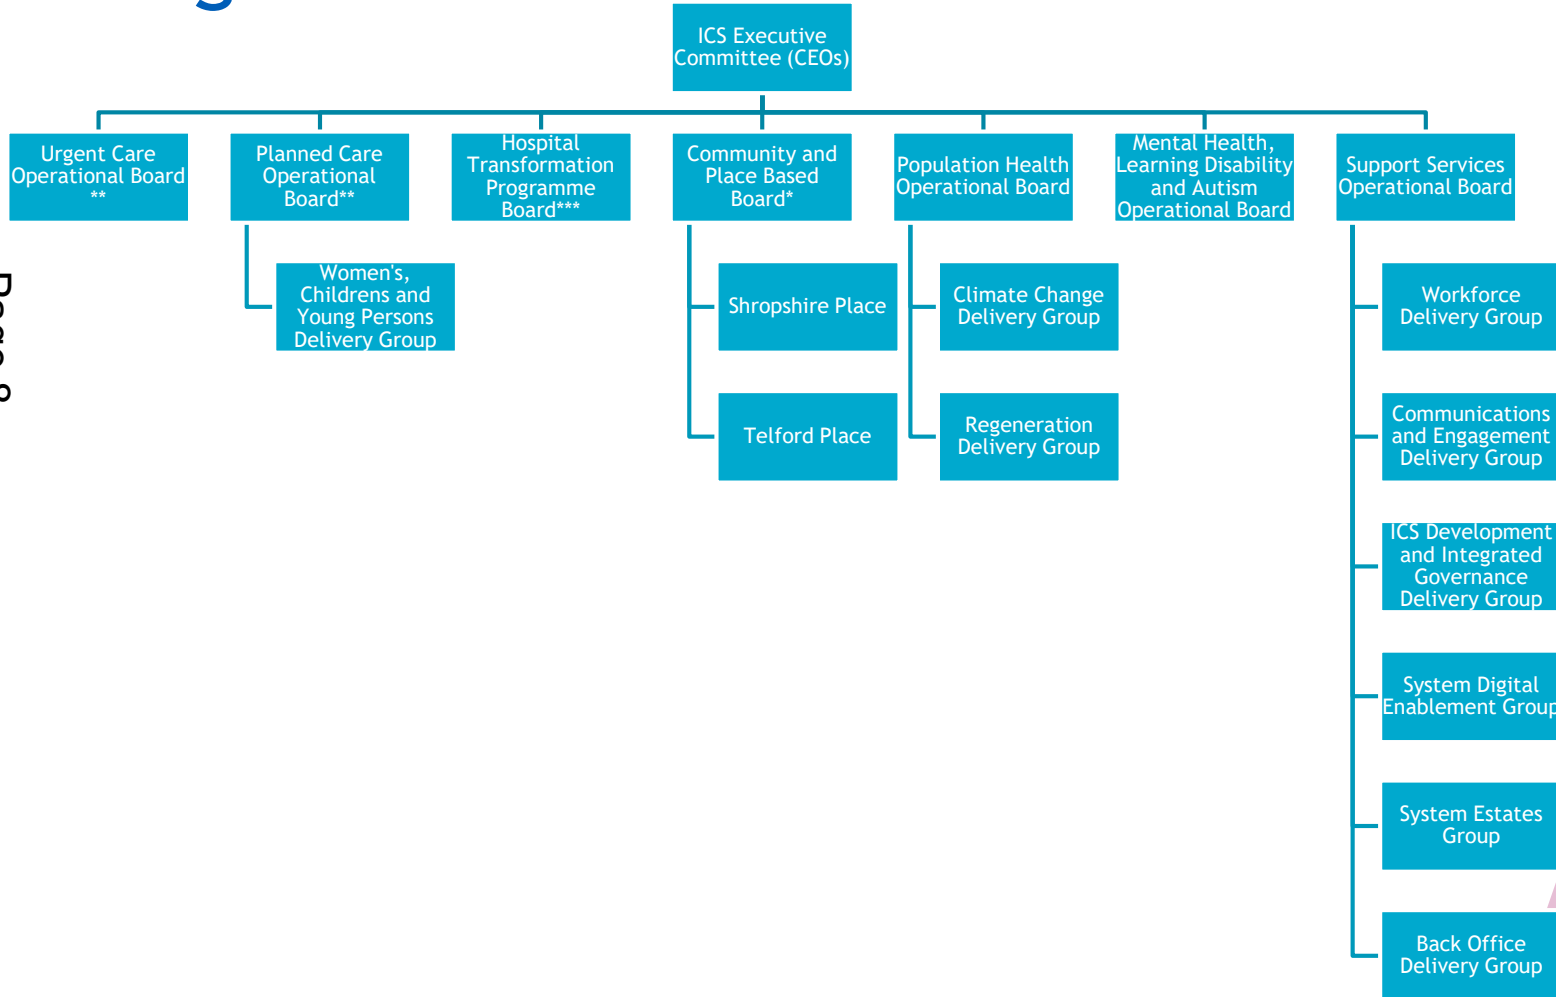 ICS Executive
Committee (CEOs)
Urgent Care
Operational Board
**
Planned Care
Operational
Board**
Hospital
Transformation
Programme
Board***
Community and
Place Based
Board*
Population Health
Operational Board
Mental Health,
Learning Disability
and Autism
Operational Board
Support Services
Operational Board
Women's,
Childrens and
Young Persons
Delivery Group
Shropshire Place
Telford Place
Climate Change
Delivery Group
Regeneration
Delivery Group
Workforce
Delivery Group
Communications
and Engagement
Delivery Group
ICS Development
and Integrated
Governance
Delivery Group
System Digital
Enablement Group
System Estates
Group
Back Office
Delivery Group
Page 8